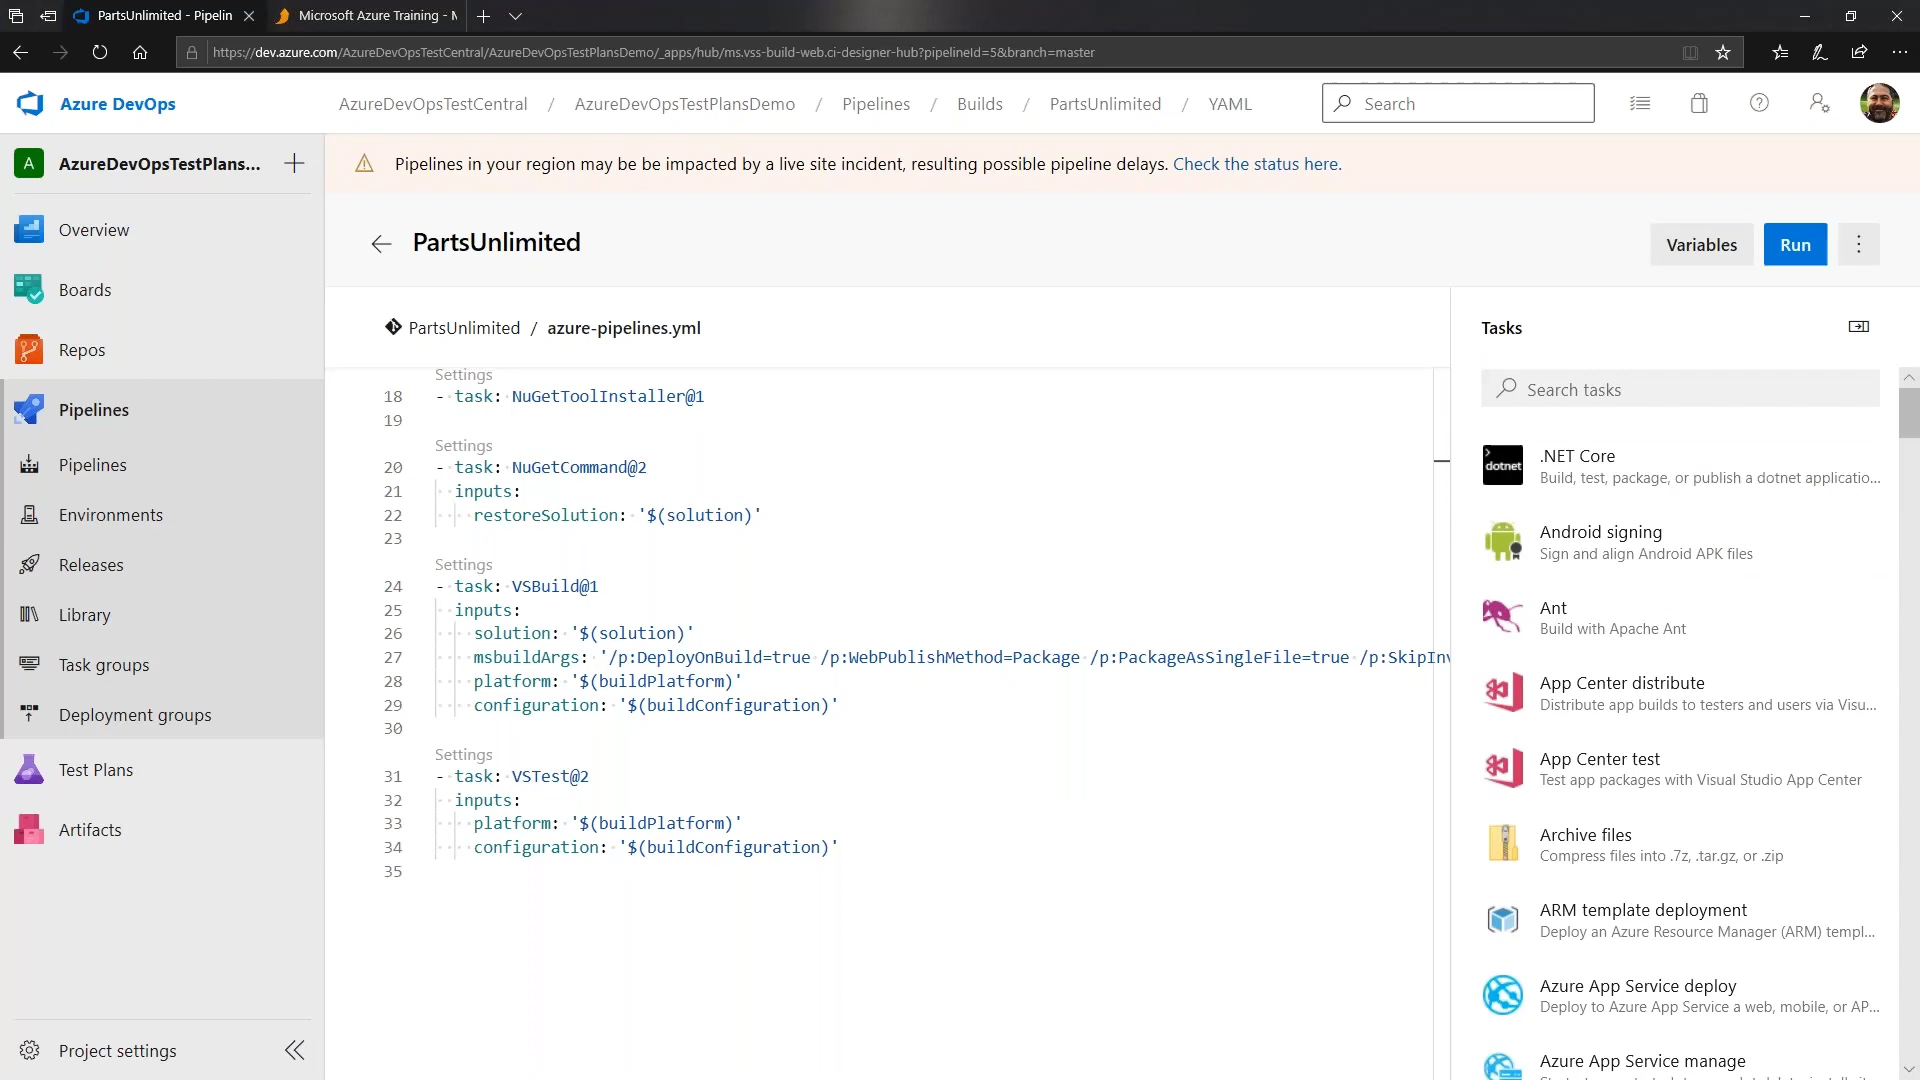 PartsUnlimited - Pipelin
Microsoft Azure Training - M
https://dev.azure.com/AzureDevOpsTestCentral/AzureDevOpsTestPlansDemo/_apps/hub/ms.vss-build-web.ci-designer-hub?pipelineId=5&branch=master
Azure DevOps
AzureDevOpsTestCentral / AzureDevOpsTestPlansDemo / Pipelines / Builds / PartsUnlimited / YAML
Search
A
AzureDevOpsTestPlans...
Overview
Boards
Repos
Pipelines
Pipelines
Environments
Releases
Library
Task groups
Deployment groups
Test Plans
Artifacts
Project settings
Pipelines in your region may be be impacted by a live site incident, resulting possible pipeline delays. Check the status here.
PartsUnlimited
Variables
Run
PartsUnlimited / azure-pipelines.yml
Settings
18 - task: NuGetToolInstaller@1
19
Settings
20 - task: NuGetCommand@2
21 inputs:
22 restoreSolution: '$(solution)'
23
Settings
24 - task: VSBuild@1
25 inputs:
26 solution: '$(solution)'
27 msbuildArgs: '/p:DeployOnBuild=true /p:WebPublishMethod=Package /p:PackageAsSingleFile=true /p:SkipInv
28 platform: '$(buildPlatform)'
29 configuration: '$(buildConfiguration)'
30
Settings
31 - task: VSTest@2
32 inputs:
33 platform: '$(buildPlatform)'
34 configuration: '$(buildConfiguration)'
35
Tasks
Search tasks
dotnet
.NET Core
Build, test, package, or publish a dotnet applicatio...
Android signing
Sign and align Android APK files
Ant
Build with Apache Ant
App Center distribute
Distribute app builds to testers and users via Visu...
App Center test
Test app packages with Visual Studio App Center
Archive files
Compress files into .7z, .tar.gz, or .zip
ARM template deployment
Deploy an Azure Resource Manager (ARM) templ...
Azure App Service deploy
Deploy to Azure App Service a web, mobile, or AP...
Azure App Service manage